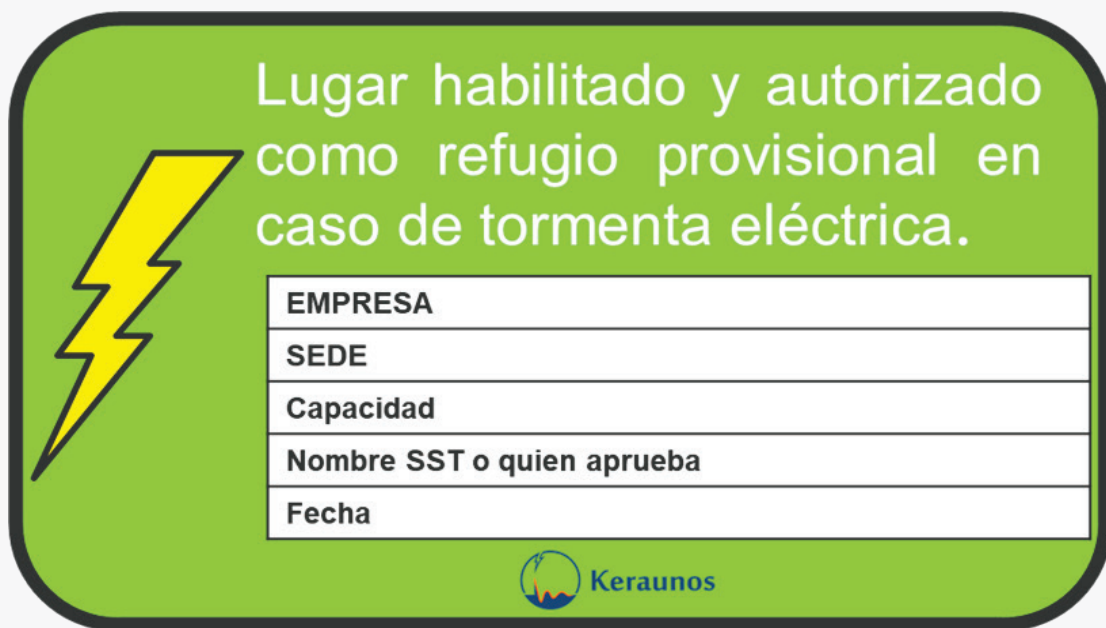 Lugar habilitado y autorizado
como refugio provisional en
caso de tormenta eléctrica.
EMPRESA
SEDE
Capacidad
Nombre SST o quien aprueba
Fecha
Keraunos